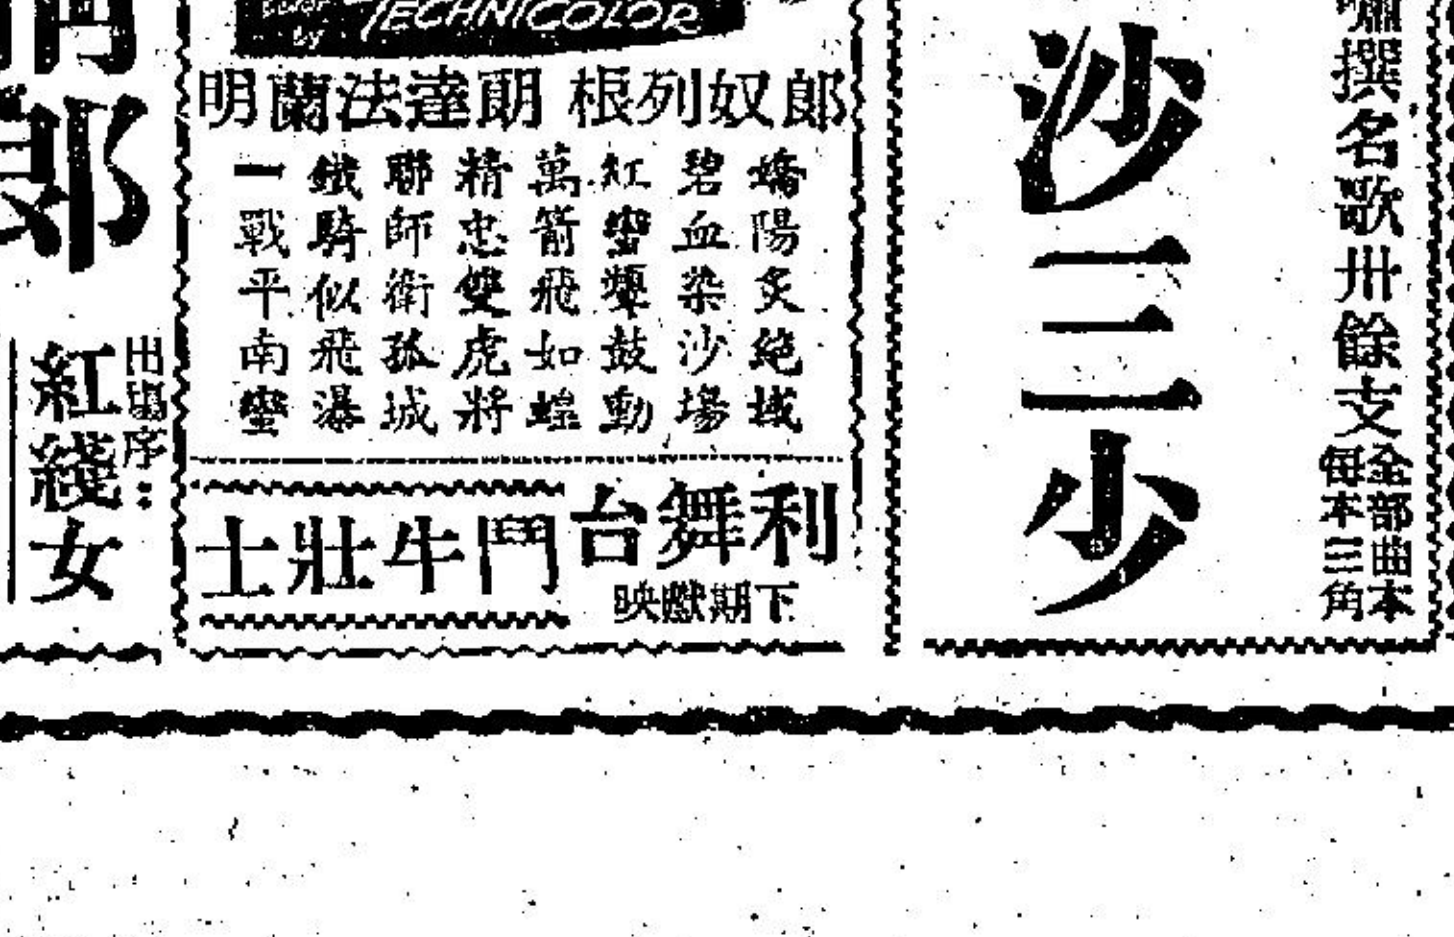 嘯撰名歌卅餘支
全部曲本
每本三角
沙三少
by TECHNICOLOR
郎奴列根 朗達法蘭明
嬌陽炙絕域
碧血染沙場
紅蠻鼙鼓動
萬箭飛如蝗
精忠雙虎將
聯師衛孤城
鐵騎似飛瀑
一戰平南蠻
利舞台
下期獻映
鬥牛壯士
郎
出場序：
紅綫女